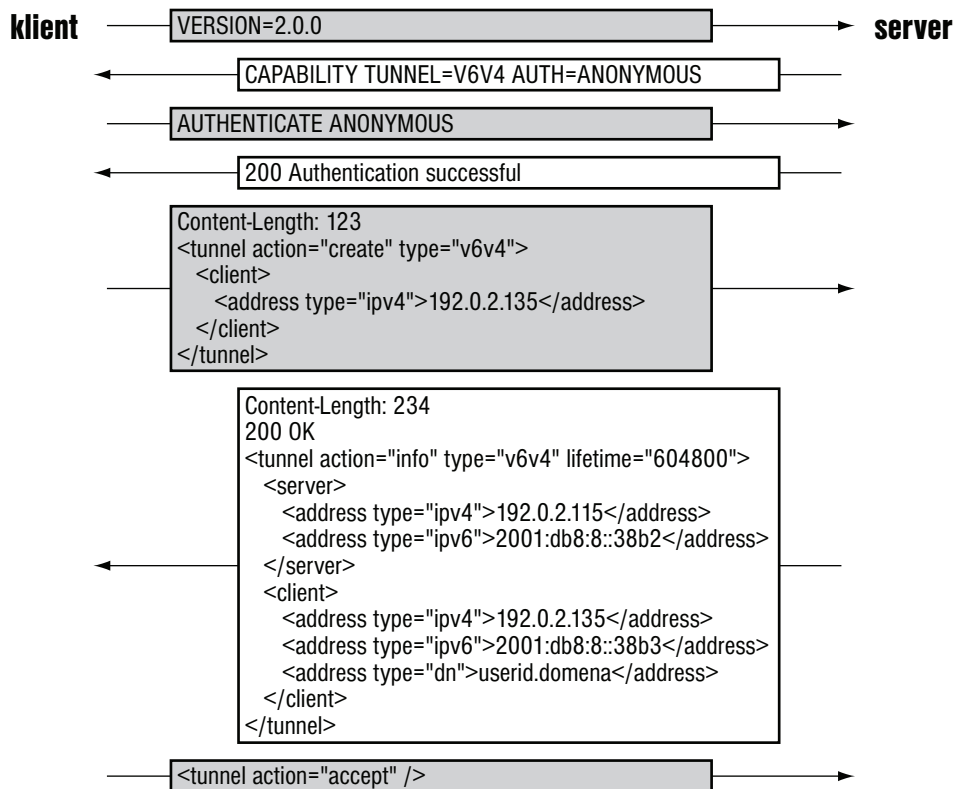 klient VERSION=2.0.0 server
CAPABILITY TUNNEL=V6V4 AUTH=ANONYMOUS
AUTHENTICATE ANONYMOUS
200 Authentication successful
Content-Length: 123
<tunnel action="create" type="v6v4">
<client>
<address type="ipv4">192.0.2.135</address>
</client>
</tunnel>
Content-Length: 234
200 OK
<tunnel action="info" type="v6v4" lifetime="604800">
<server>
<address type="ipv4">192.0.2.115</address>
<address type="ipv6">2001:db8:8::38b2</address>
</server>
<client>
<address type="ipv4">192.0.2.135</address>
<address type="ipv6">2001:db8:8::38b3</address>
<address type="dn">userid.domena</address>
</client>
</tunnel>
<tunnel action="accept" />